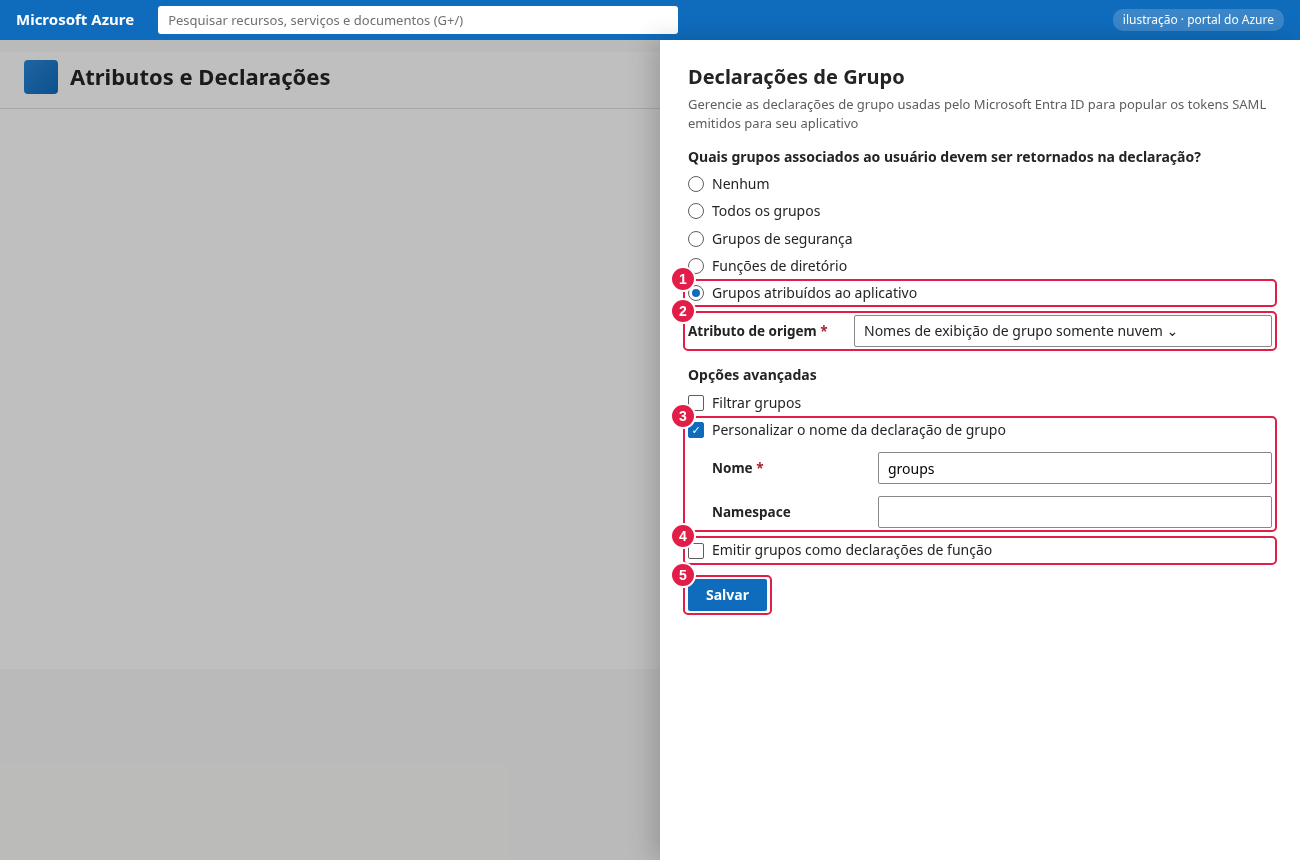 Microsoft Azure
Pesquisar recursos, serviços e documentos (G+/)
ilustração · portal do Azure
Atributos e Declarações
Declarações de Grupo
Gerencie as declarações de grupo usadas pelo Microsoft Entra ID para popular os tokens SAML
emitidos para seu aplicativo
Quais grupos associados ao usuário devem ser retornados na declaração?
Nenhum
Todos os grupos
Grupos de segurança
Funções de diretório
1
Grupos atribuídos ao aplicativo
2
Atributo de origem * Nomes de exibição de grupo somente nuvem
Opções avançadas
Filtrar grupos
3
Personalizar o nome da declaração de grupo
Nome * groups
Namespace
4
Emitir grupos como declarações de função
5
Salvar